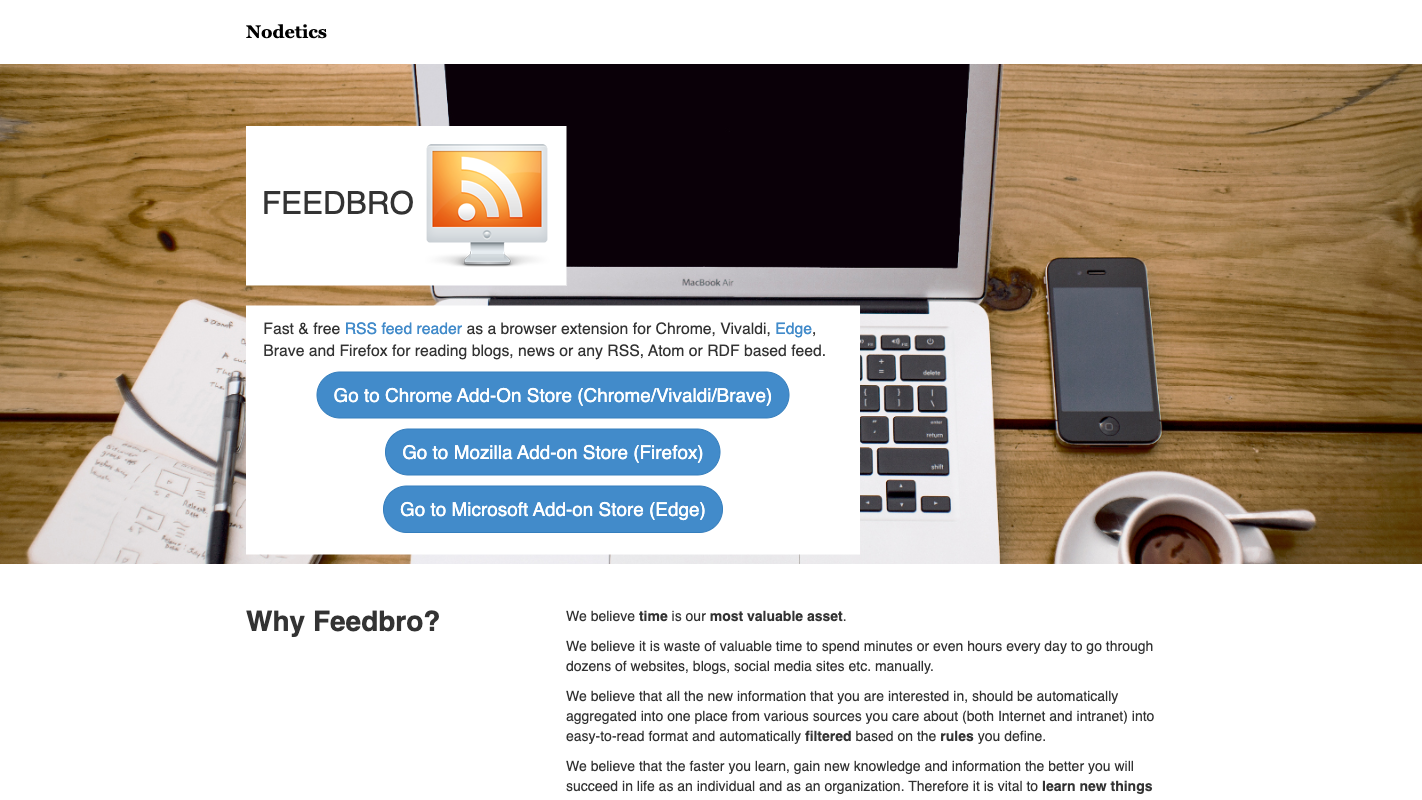 Nodetics
FEEDBRO
MacBook Air
Fast & free RSS feed reader as a browser extension for Chrome, Vivaldi, Edge,
Brave and Firefox for reading blogs, news or any RSS, Atom or RDF based feed.
Go to Chrome Add-On Store (Chrome/Vivaldi/Brave)
Go to Mozilla Add-on Store (Firefox)
Go to Microsoft Add-on Store (Edge)
delete
enter
return
shift
Why Feedbro?
We believe time is our most valuable asset.
We believe it is waste of valuable time to spend minutes or even hours every day to go through
dozens of websites, blogs, social media sites etc. manually.
We believe that all the new information that you are interested in, should be automatically
aggregated into one place from various sources you care about (both Internet and intranet) into
easy-to-read format and automatically filtered based on the rules you define.
We believe that the faster you learn, gain new knowledge and information the better you will
succeed in life as an individual and as an organization. Therefore it is vital to learn new things